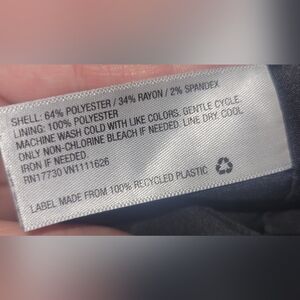 SHELL: 64% POLYESTER / 34% RAYON / 2% SPANDEX
LINING: 100% POLYESTER
MACHINE WASH COLD WITH LIKE COLORS. GENTLE CYCLE.
ONLY NON-CHLORINE BLEACH IF NEEDED. LINE DRY. COOL
IRON IF NEEDED.
RN17730 VN1111626
LABEL MADE FROM 100% RECYCLED PLASTIC